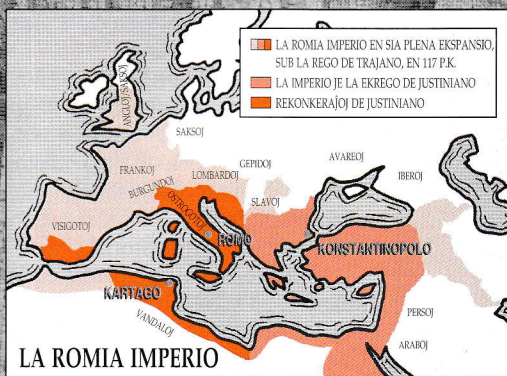 LA ROMIA IMPERIO EN SIA PLENA EKSPANSIO,
SUB LA REGO DE TRAJANO, EN 117 P.K.
LA IMPERIO JE LA EKREGO DE JUSTINIANO
REKONKERAĴOJ DE JUSTINIANO
ANGLOJ/SAKSOJ
SAKSOJ
FRANKOJ
BURGUNDOJ
LOMBARDOJ
GEPIDOJ
AVAREOJ
IBEROJ
SLAVOJ
OSTROGOTOJ
VISIGOTOJ
ROMO
KONSTANTINOPOLO
KARTAGO
VANDALOJ
PERSOJ
ARABOJ
LA ROMIA IMPERIO